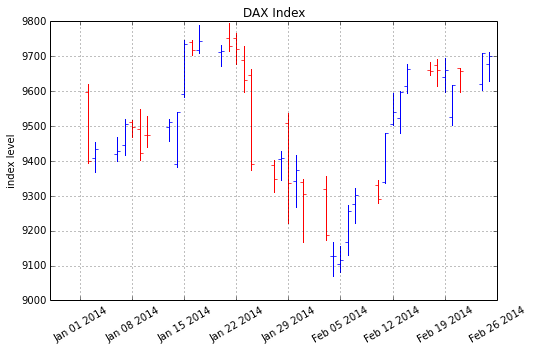 DAX Index
index level
9800
9700
9600
9500
9400
9300
9200
9100
9000
Jan 01 2014
Jan 08 2014
Jan 15 2014
Jan 22 2014
Jan 29 2014
Feb 05 2014
Feb 12 2014
Feb 19 2014
Feb 26 2014